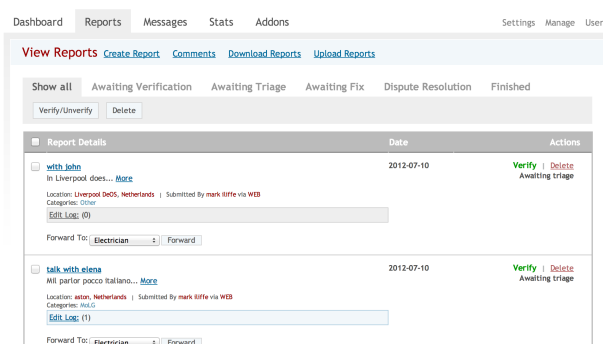 Dashboard Reports Messages Stats Addons Settings Manage User
View Reports Create Report Comments Download Reports Upload Reports
Show all Awaiting Verification Awaiting Triage Awaiting Fix Dispute Resolution Finished
Verify/Unverify Delete
Report Details Date Actions
with john 2012-07-10 Verify | Delete
In Liverpool does... More Awaiting triage
Location: Liverpool DeOS, Netherlands | Submitted By mark iliffe via WEB
Categories: Other
Edit Log: (0)
Forward To: Electrician Forward
talk with elena 2012-07-10 Verify | Delete
Mil parlor pocco italiano... More Awaiting triage
Location: aston, Netherlands | Submitted By mark iliffe via WEB
Categories: MoLG
Edit Log: (1)
Forward To: Electrician Forward